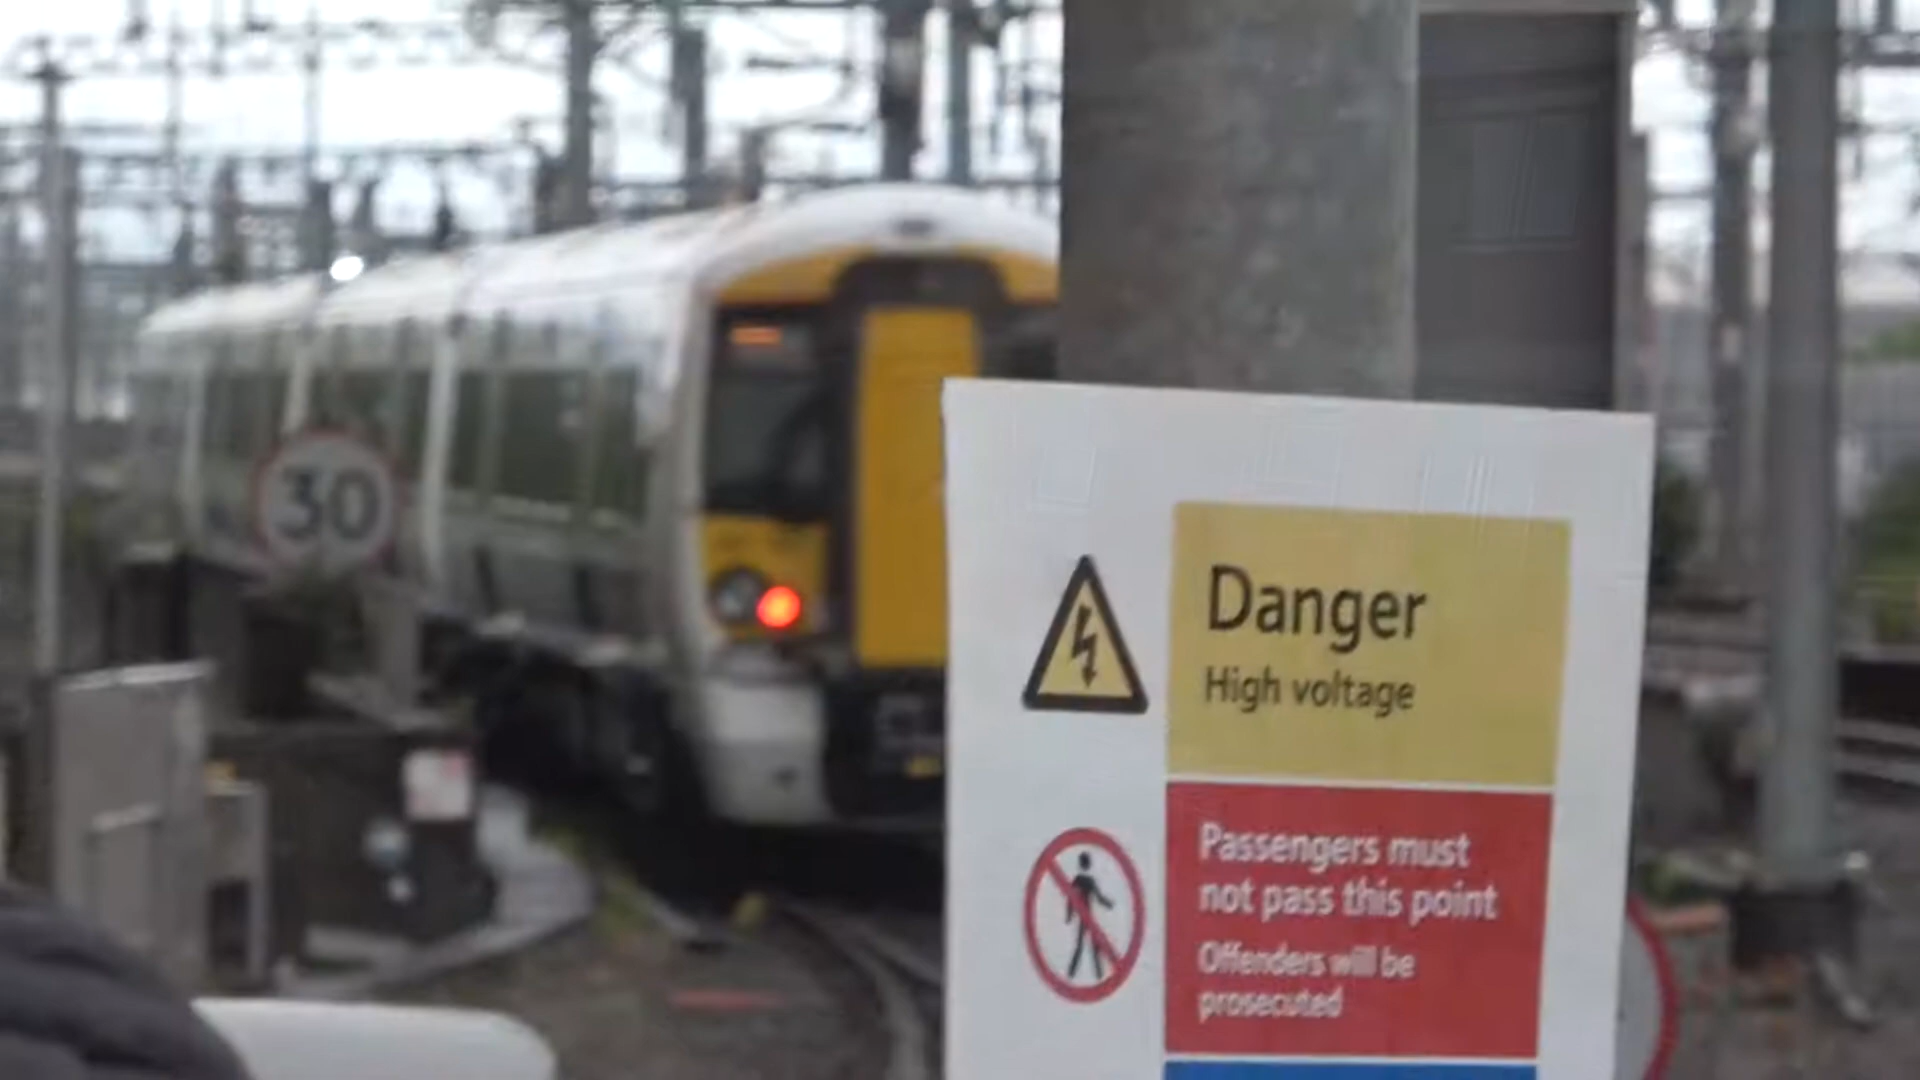 30
Danger
High voltage
Passengers must
not pass this point
Offenders will be
prosecuted